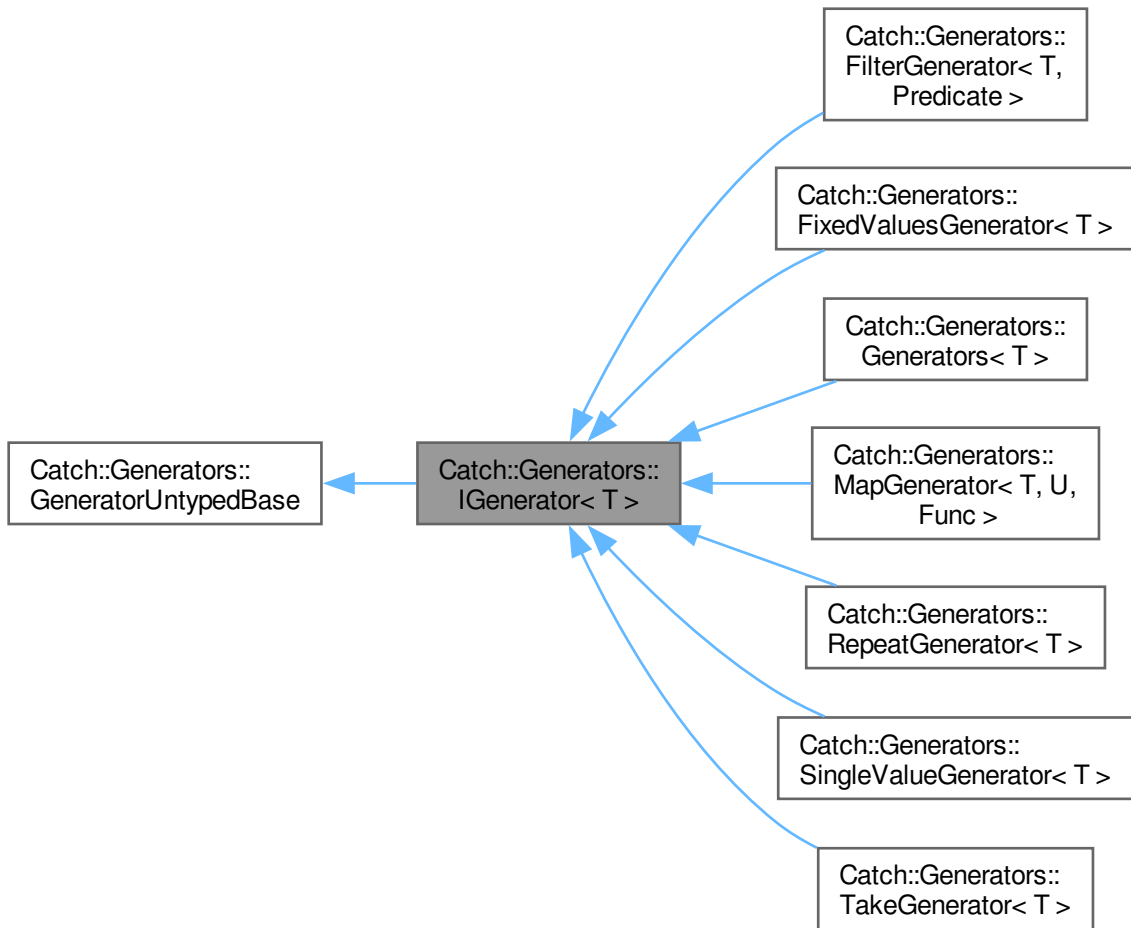 Catch::Generators::
GeneratorUntypedBase
Catch::Generators::
IGenerator< T >
Catch::Generators::
FilterGenerator< T,
Predicate >
Catch::Generators::
FixedValuesGenerator< T >
Catch::Generators::
Generators< T >
Catch::Generators::
MapGenerator< T, U,
Func >
Catch::Generators::
RepeatGenerator< T >
Catch::Generators::
SingleValueGenerator< T >
Catch::Generators::
TakeGenerator< T >